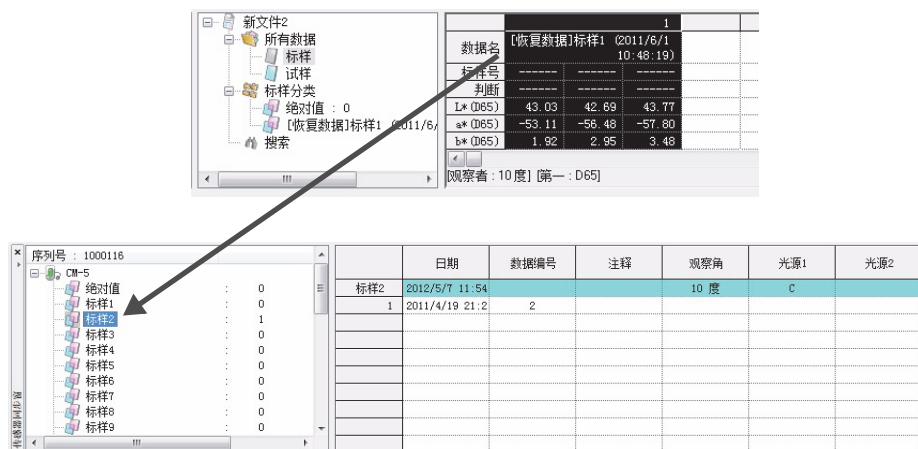 新文件2
所有数据
标样
试样
标样分类
绝对值 : 0
[恢复数据]标样1 (2011/6/
搜索
1
数据名 [恢复数据]标样1 (2011/6/1 10:48:19)
标样号 ------ ------ ------
判断 ------ ------ ------
L*(D65) 43.03 42.69 43.77
a*(D65) -53.11 -56.48 -57.80
b*(D65) 1.92 2.95 3.48
[观察者 : 10度] [第一 : D65]
序列号 : 1000116
CM-5
绝对值 : 0
标样1 : 0
标样2 : 1
标样3 : 0
标样4 : 0
标样5 : 0
标样6 : 0
标样7 : 0
标样8 : 0
标样9 : 0
传感器同步视
日期 数据编号 注释 观察角 光源1 光源2
标样2 2012/5/7 11:54 10 度 C
1 2011/4/19 21:2 2